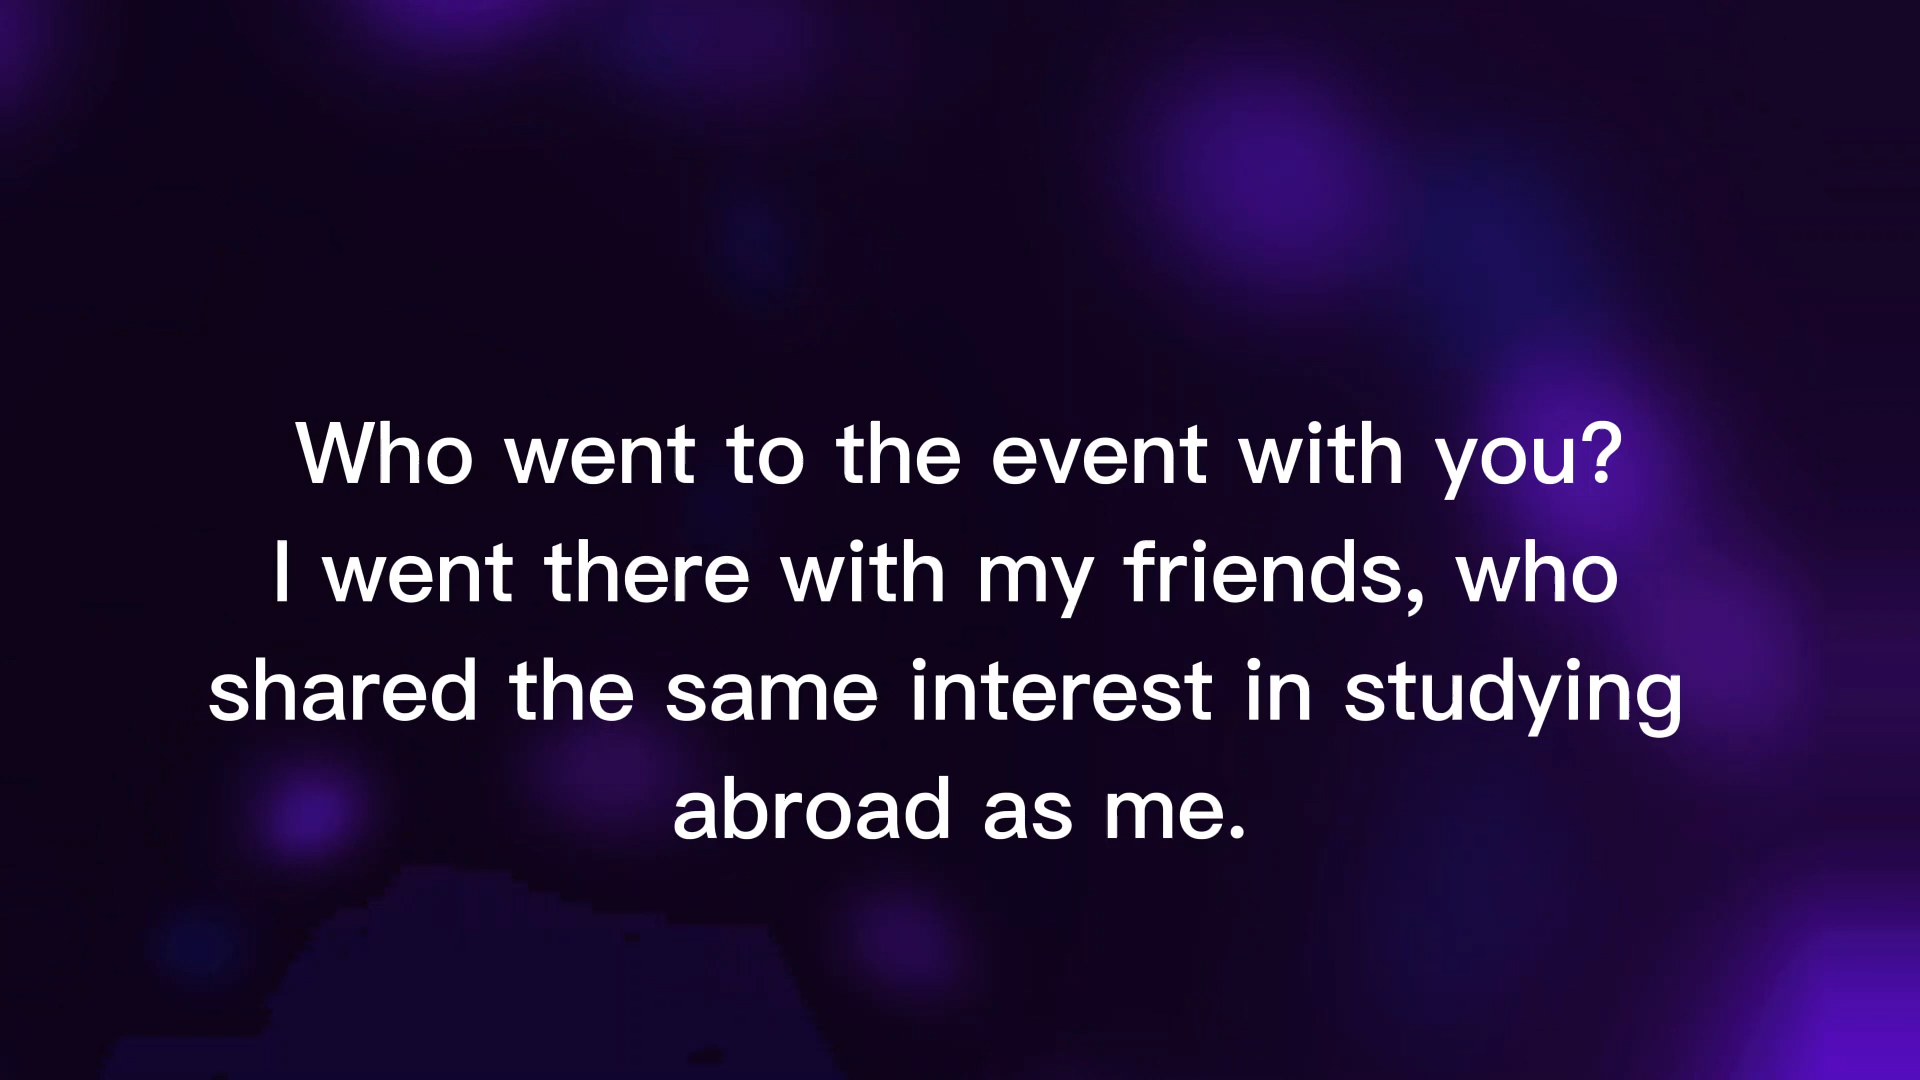 Who went to the event with you?
I went there with my friends, who
shared the same interest in studying
abroad as me.